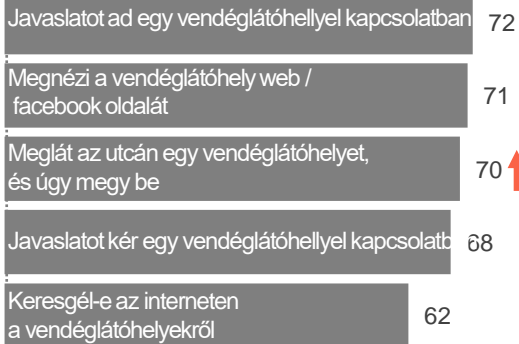 Javaslatot ad egy vendéglátóhellyel kapcsolatban 72
Megnézi a vendéglátóhely web /
facebook oldalát 71
Meglát az utcán egy vendéglátóhelyet,
és úgy megy be 70
Javaslatot kér egy vendéglátóhellyel kapcsolatb 68
Keresgél-e az interneten
a vendéglátóhelyekről 62